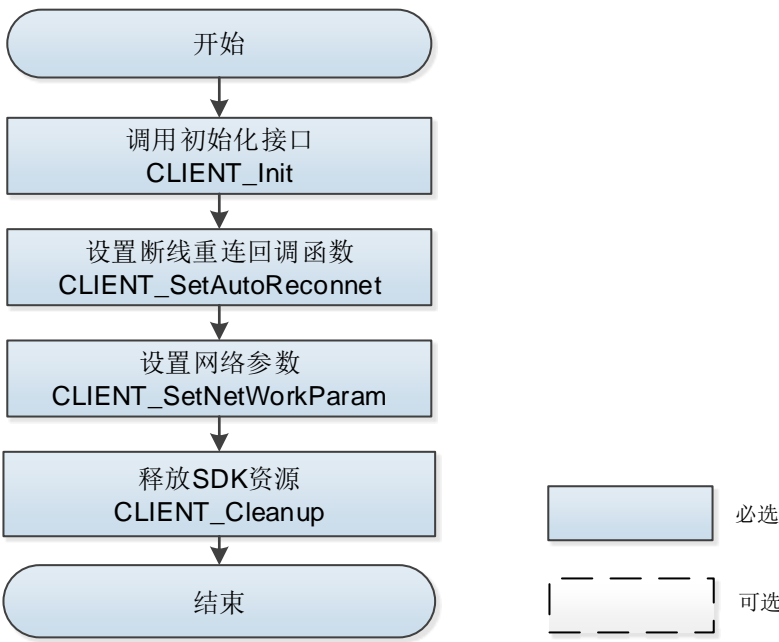 开始
调用初始化接口
CLIENT_Init
设置断线重连回调函数
CLIENT_SetAutoReconnet
设置网络参数
CLIENT_SetNetWorkParam
释放SDK资源
CLIENT_Cleanup
结束
必选
可选